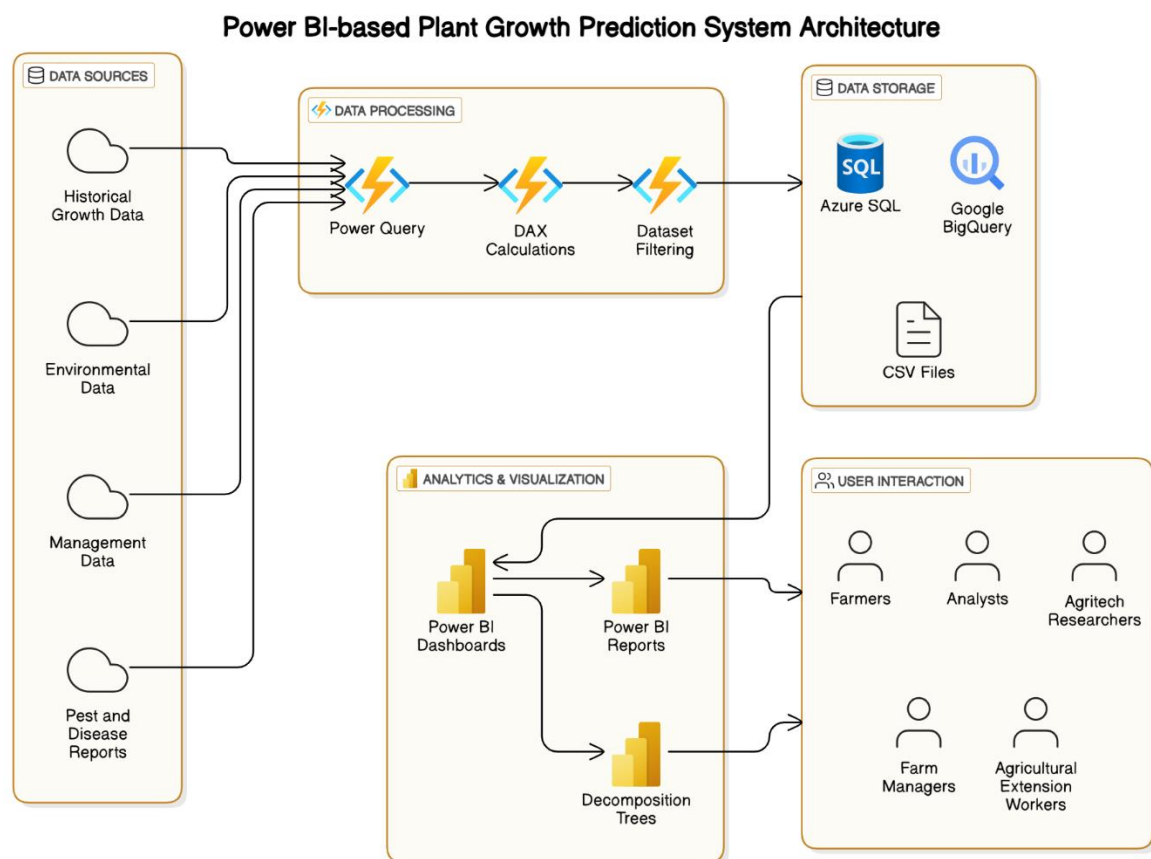 Power BI-based Plant Growth Prediction System Architecture
DATA SOURCES
Historical
Growth Data
Environmental
Data
Management
Data
Pest and
Disease
Reports
DATA PROCESSING
Power Query
DAX
Calculations
Dataset
Filtering
DATA STORAGE
SQL
Azure SQL
Google
BigQuery
CSV Files
ANALYTICS & VISUALIZATION
Power BI
Dashboards
Power BI
Reports
Decomposition
Trees
USER INTERACTION
Farmers
Analysts
Agritech
Researchers
Farm
Managers
Agricultural
Extension
Workers